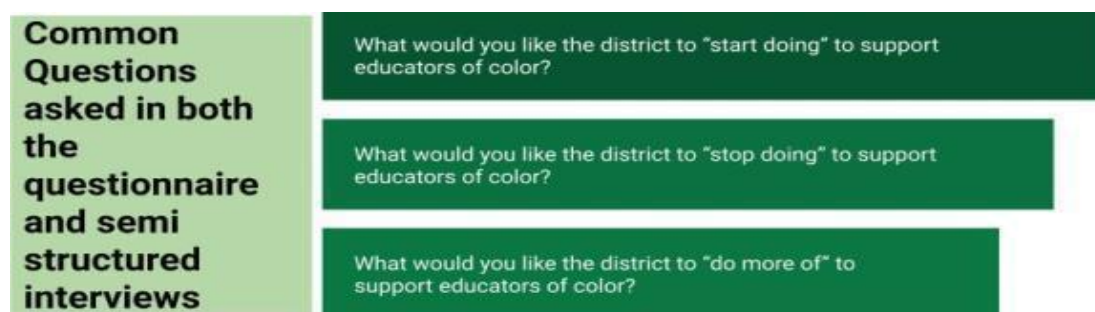 Common
Questions
asked in both
the
questionnaire
and semi
structured
interviews
What would you like the district to “start doing” to support
educators of color?
What would you like the district to “stop doing” to support
educators of color?
What would you like the district to “do more of” to
support educators of color?